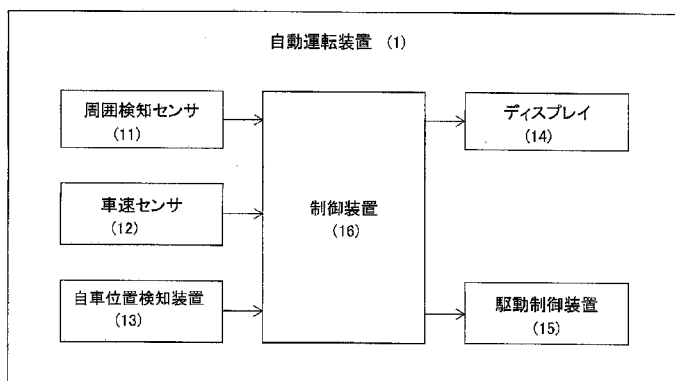 自動運転装置 (1)
周囲検知センサ
(11)
車速センサ
(12)
自車位置検知装置
(13)
制御装置
(16)
ディスプレイ
(14)
駆動制御装置
(15)